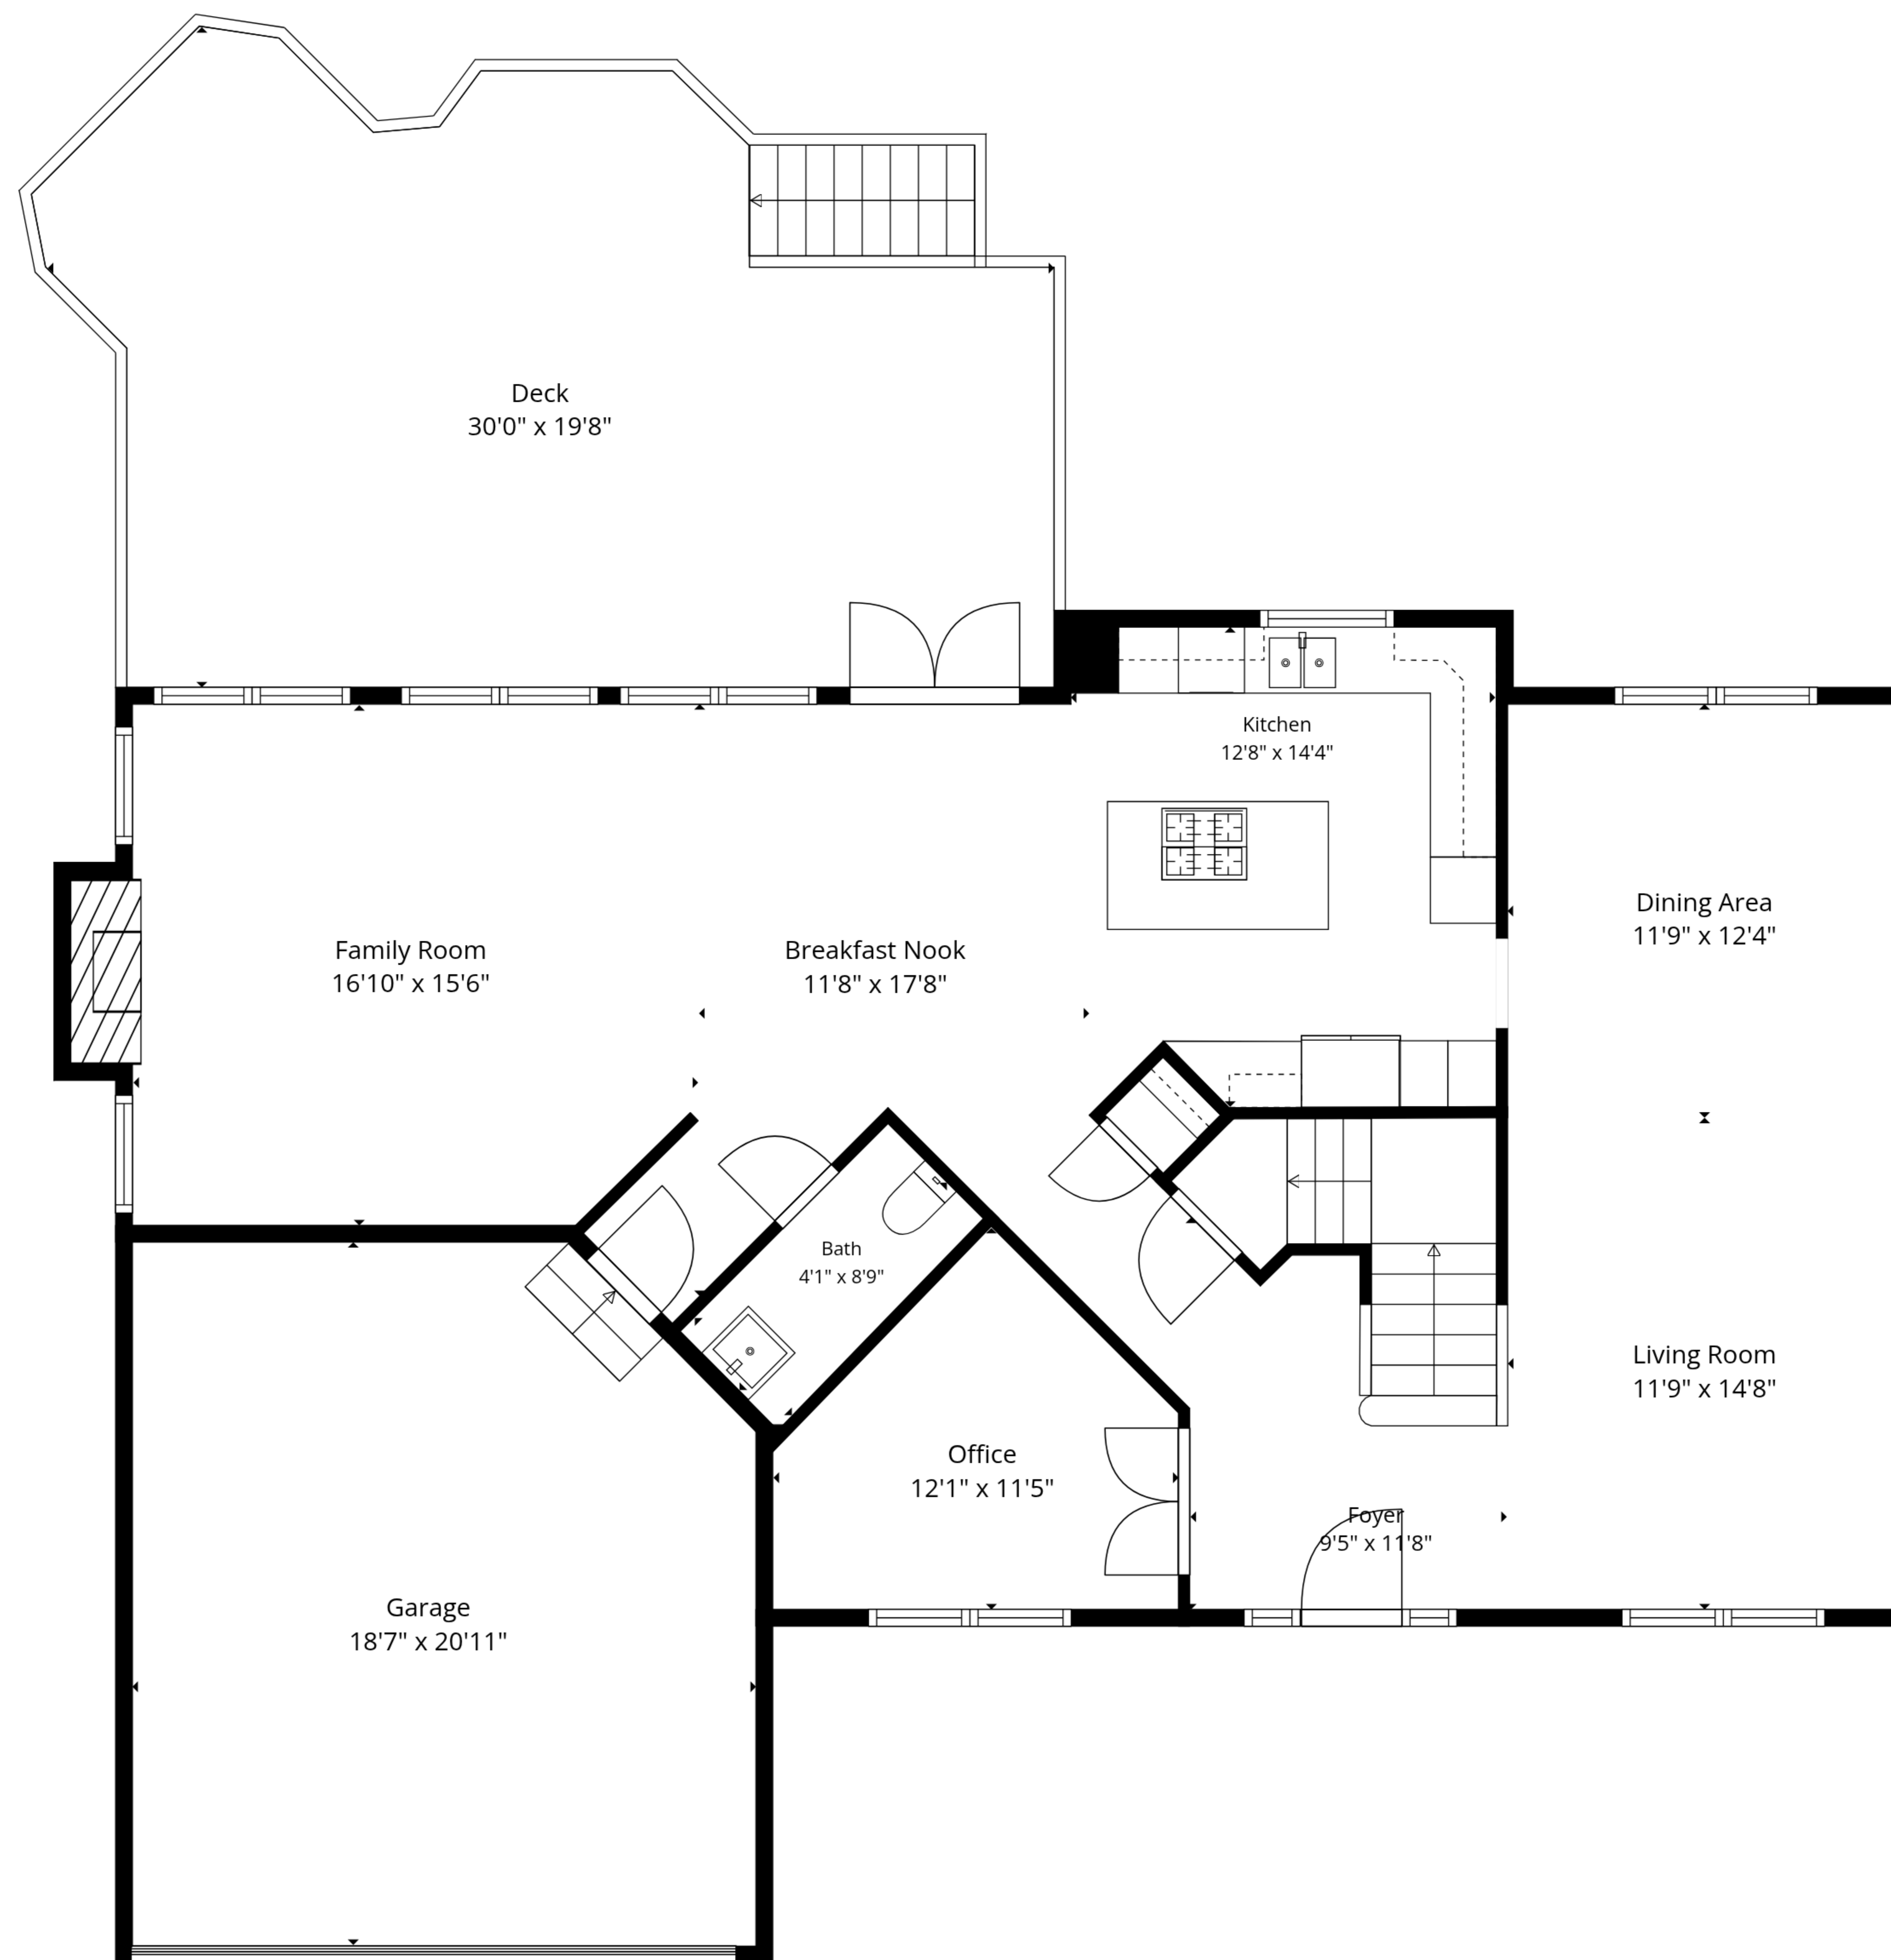 Deck
30'0" x 19'8"
Kitchen
12'8" x 14'4"
Family Room
16'10" x 15'6"
Breakfast Nook
11'8" x 17'8"
Dining Area
11'9" x 12'4"
Bath
4'1" x 8'9"
Living Room
11'9" x 14'8"
Office
12'1" x 11'5"
Foyer
9'5" x 11'8"
Garage
18'7" x 20'11"